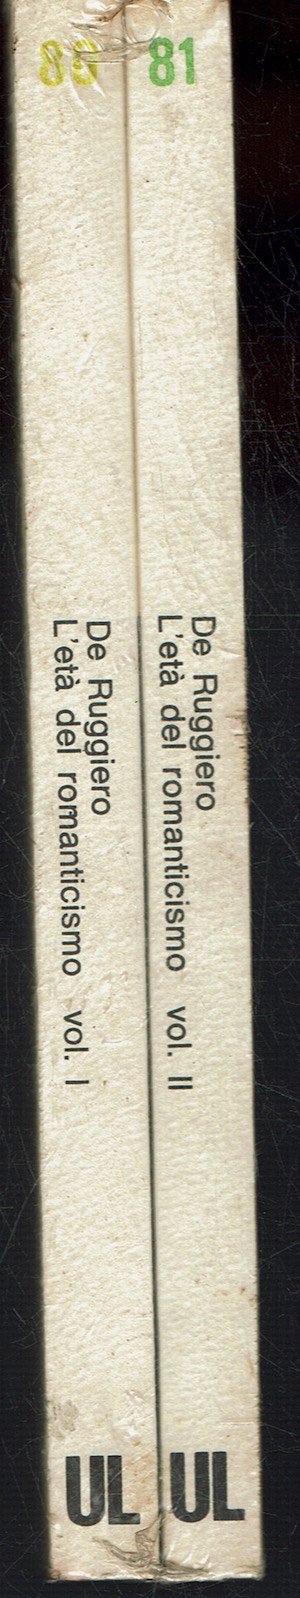 80
De Ruggiero
L'età del romanticismo vol. I
UL
81
De Ruggiero
L'età del romanticismo vol. II
UL